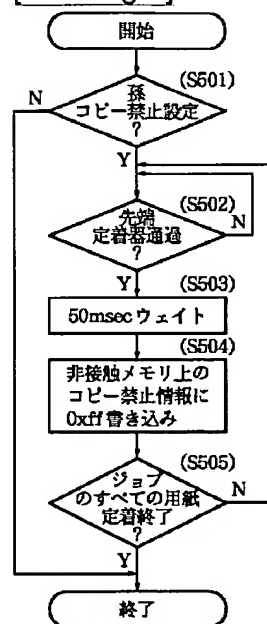 開始
(S501)
N
孫
コピー禁止設定
?
Y
(S502)
先端
定着器通過
?
N
Y
(S503)
50msecウェイト
(S504)
非接触メモリ上の
コピー禁止情報に
0xff書き込み
(S505)
ジョブ
のすべての用紙
定着終了
?
N
Y
終了